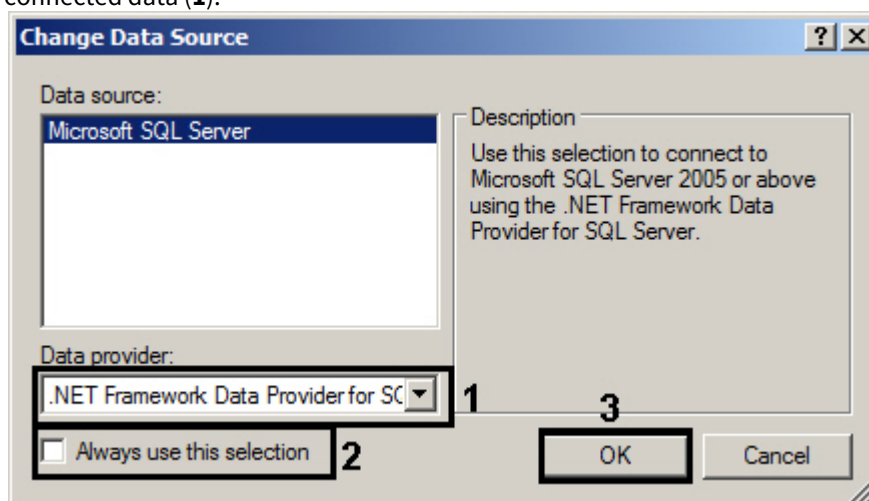 connected data (1).
Change Data Source
Data source:
Microsoft SQL Server
Description
Use this selection to connect to
Microsoft SQL Server 2005 or above
using the .NET Framework Data
Provider for SQL Server.
Data provider:
.NET Framework Data Provider for SQ
1
Always use this selection
2
3
OK
Cancel